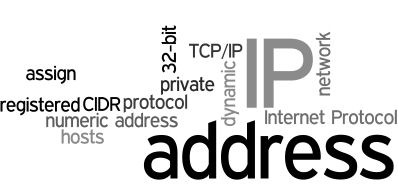 32-bit
TCP/IP
IP
network
assign
private
dynamic
registered CIDR protocol
numeric address
Internet Protocol
hosts
address